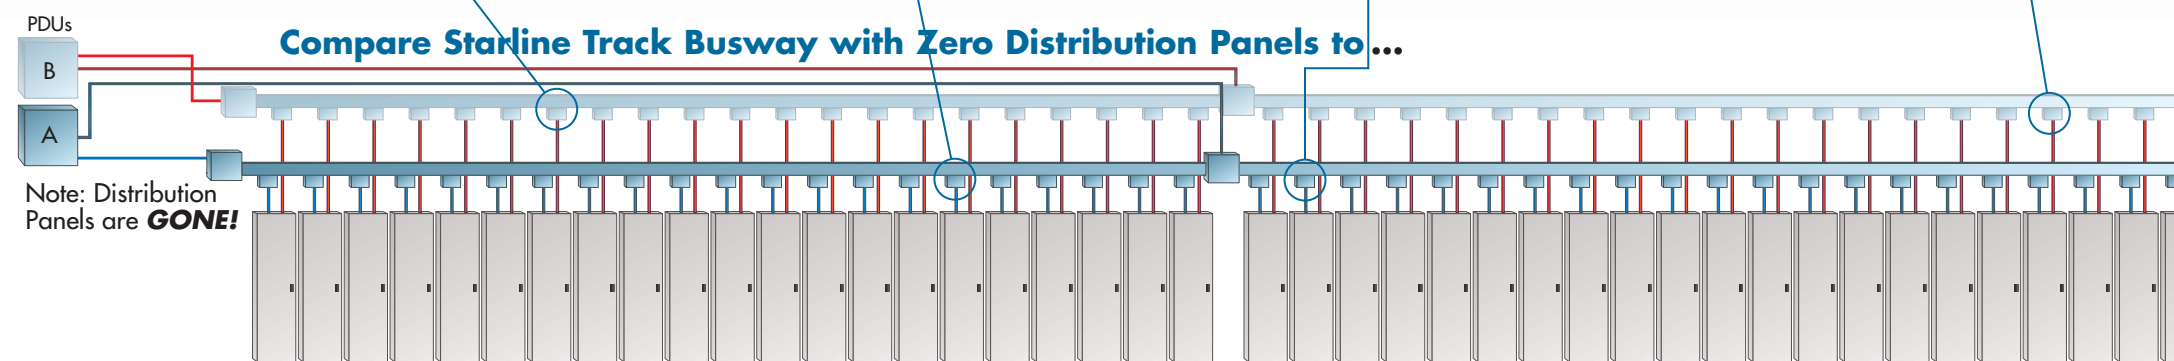 PDUs
Compare Starline Track Busway with Zero Distribution Panels to...
B
A
Note: Distribution
Panels are GONE!